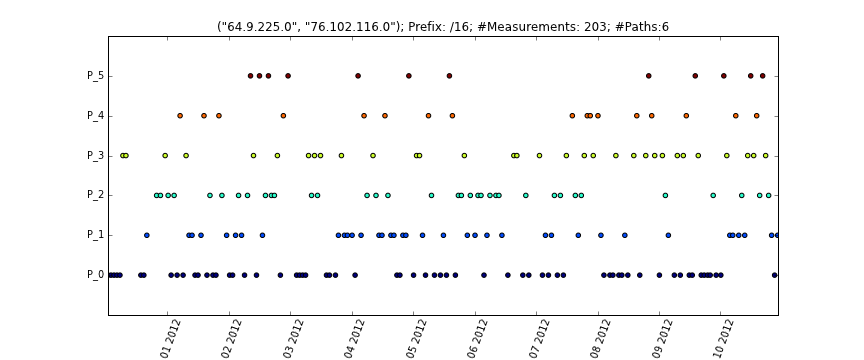 ("64.9.225.0", "76.102.116.0"); Prefix: /16; #Measurements: 203; #Paths:6
P_5
P_4
P_3
P_2
P_1
P_0
01 2012
02 2012
03 2012
04 2012
05 2012
06 2012
07 2012
08 2012
09 2012
10 2012